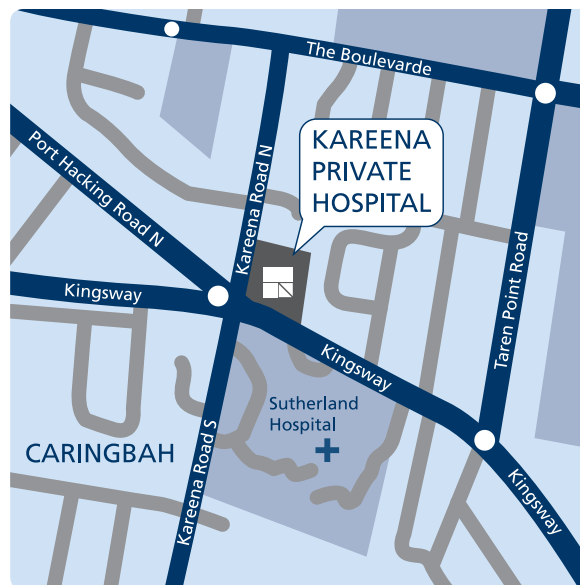 The Boulevarde
KAREENA
PRIVATE
HOSPITAL
Port Hacking Road N
Kareena Road N
Taren Point Road
Kingsway
Kingsway
Sutherland
Hospital
CARINGBAH
Kareena Road S
Kingsway